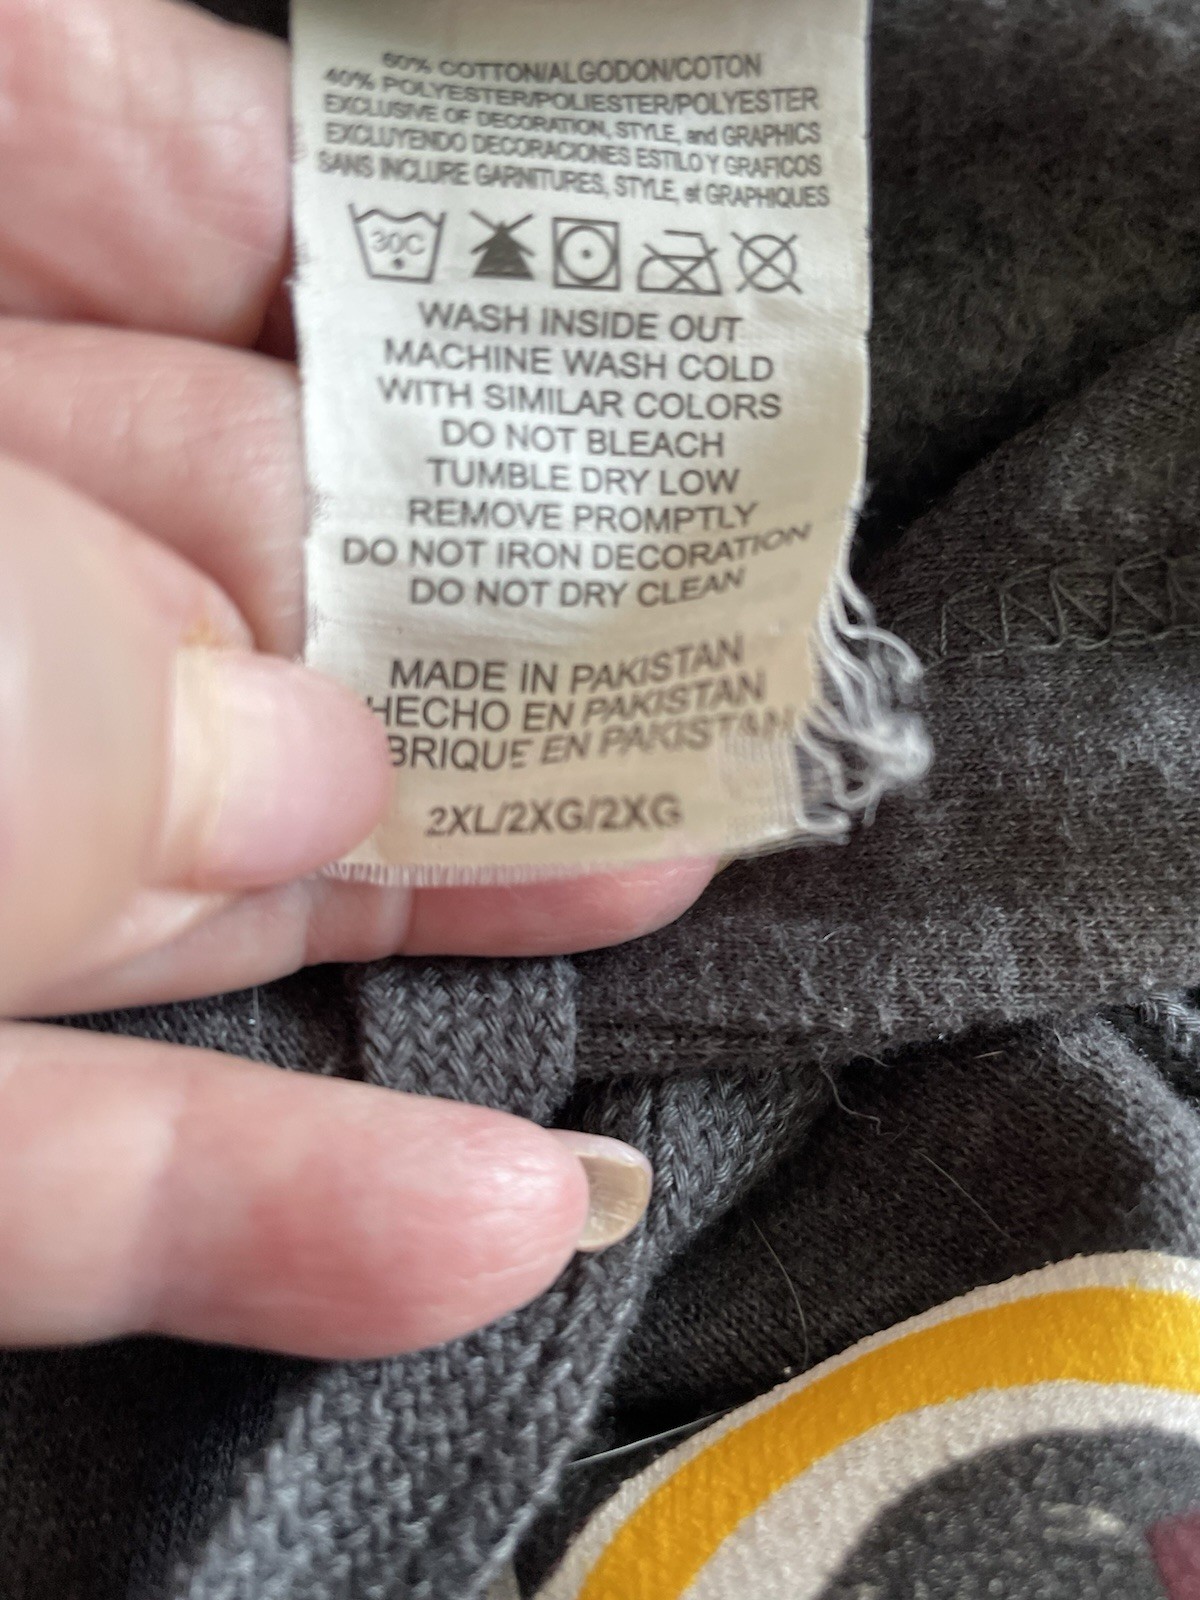 60% COTTON/ALGODON/COTON
40% POLYESTER/POLIESTER/POLYESTER
EXCLUSIVE OF DECORATION, STYLE, and GRAPHICS
EXCLUYENDO DECORACIONES ESTILO Y GRAFICOS
SANS INCLURE GARNITURES, STYLE, et GRAPHIQUES
30C
WASH INSIDE OUT
MACHINE WASH COLD
WITH SIMILAR COLORS
DO NOT BLEACH
TUMBLE DRY LOW
REMOVE PROMPTLY
DO NOT IRON DECORATION
DO NOT DRY CLEAN
MADE IN PAKISTAN
HECHO EN PAKISTAN
BRIQUE EN PAKISTAN
2XL/2XG/2XG